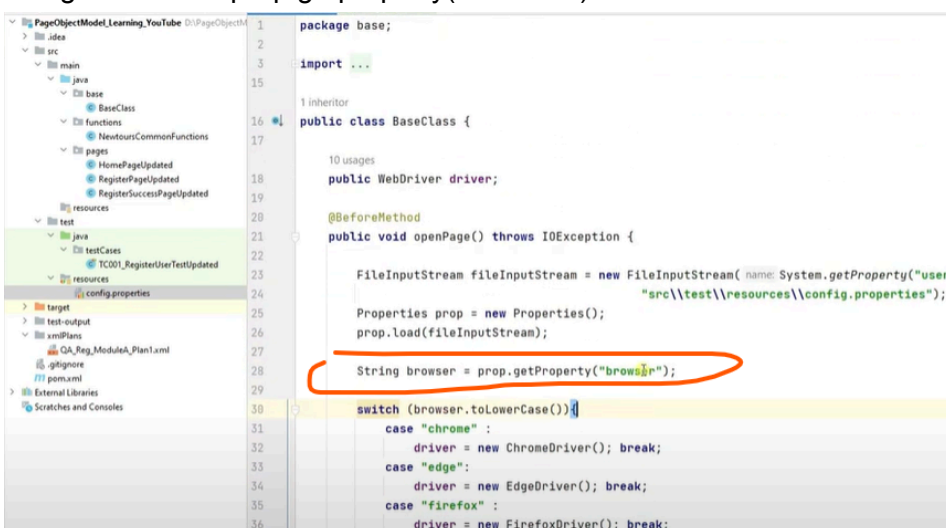 PageObjectModel_Learning_YouTube D:\PageObjectM
.idea
src
main
java
base
BaseClass
functions
NewtoursCommonFunctions
pages
HomePageUpdated
RegisterPageUpdated
RegisterSuccessPageUpdated
resources
test
java
testCases
TC001_RegisterUserTestUpdated
resources
config.properties
target
test-output
xmlPlans
QA_Reg_ModuleA_Plan1.xml
.gitignore
pom.xml
External Libraries
Scratches and Consoles
1 package base;
2
3 import ...
15
1 inheritor
16 public class BaseClass {
17
10 usages
18 public WebDriver driver;
19
20 @BeforeMethod
21 public void openPage() throws IOException {
22
23 FileInputStream fileInputStream = new FileInputStream( name: System.getProperty("user
24 "src\\test\\resources\\config.properties");
25 Properties prop = new Properties();
26 prop.load(fileInputStream);
27
28 String browser = prop.getProperty("browser");
29
30 switch (browser.toLowerCase()){
31 case "chrome" :
32 driver = new ChromeDriver(); break;
33 case "edge":
34 driver = new EdgeDriver(); break;
35 case "firefox" :
36 driver = new FirefoxDriver(); break;